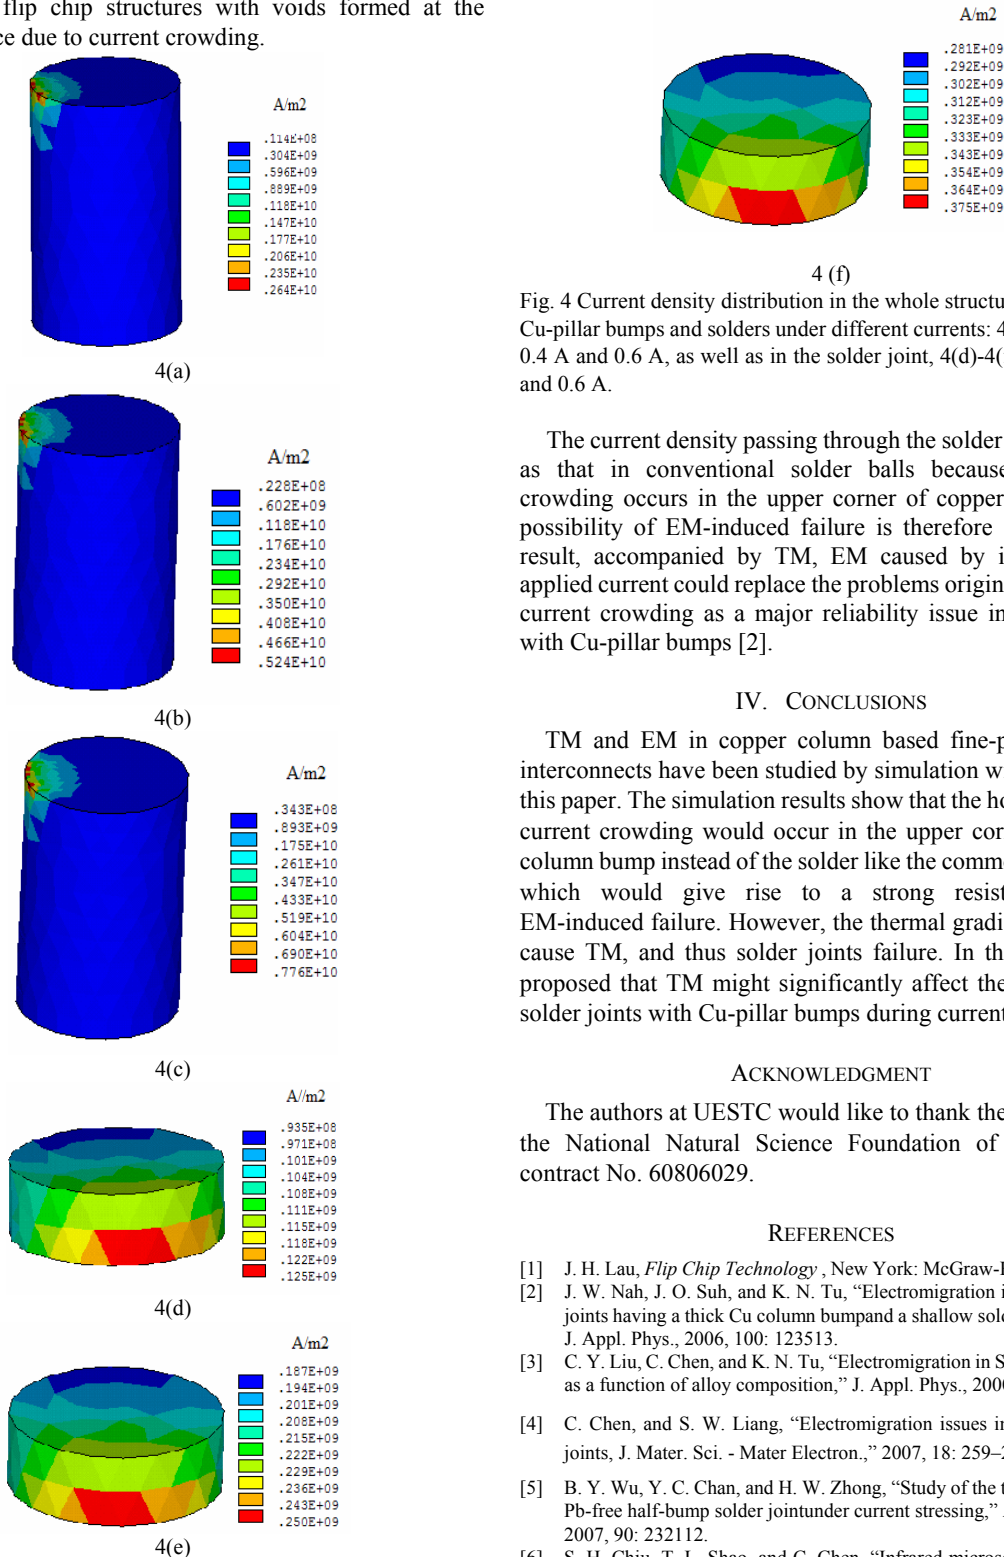 flip chip structures with voids formed at the
due to current crowding.
A/m2
.114E+08
.304E+09
.596E+09
.889E+09
.118E+10
.147E+10
.177E+10
.206E+10
.235E+10
.264E+10
4(a)
A/m2
.228E+08
.602E+09
.118E+10
.176E+10
.234E+10
.292E+10
.350E+10
.408E+10
.466E+10
.524E+10
4(b)
A/m2
.343E+08
.893E+09
.175E+10
.261E+10
.347E+10
.433E+10
.519E+10
.604E+10
.690E+10
.776E+10
4(c)
A//m2
.935E+08
.971E+08
.101E+09
.104E+09
.108E+09
.111E+09
.115E+09
.118E+09
.122E+09
.125E+09
4(d)
A/m2
.187E+09
.194E+09
.201E+09
.208E+09
.215E+09
.222E+09
.229E+09
.236E+09
.243E+09
.250E+09
4(e)
A/m2
.281E+09
.292E+09
.302E+09
.312E+09
.323E+09
.333E+09
.343E+09
.354E+09
.364E+09
.375E+09
4 (f)
Fig. 4 Current density distribution in the whole structu
Cu-pillar bumps and solders under different currents: 4
0.4 A and 0.6 A, as well as in the solder joint, 4(d)-4(
and 0.6 A.
The current density passing through the solder
as that in conventional solder balls because
crowding occurs in the upper corner of copper
possibility of EM-induced failure is therefore
result, accompanied by TM, EM caused by i
applied current could replace the problems origin
current crowding as a major reliability issue in
with Cu-pillar bumps [2].
IV. CONCLUSIONS
TM and EM in copper column based fine-p
interconnects have been studied by simulation w
this paper. The simulation results show that the ho
current crowding would occur in the upper cor
column bump instead of the solder like the comm
which would give rise to a strong resist
EM-induced failure. However, the thermal gradi
cause TM, and thus solder joints failure. In th
proposed that TM might significantly affect the
solder joints with Cu-pillar bumps during current
ACKNOWLEDGMENT
The authors at UESTC would like to thank the
the National Natural Science Foundation of
contract No. 60806029.
REFERENCES
[1] J. H. Lau, Flip Chip Technology , New York: McGraw-
[2] J. W. Nah, J. O. Suh, and K. N. Tu, “Electromigration i
joints having a thick Cu column bumpand a shallow sol
J. Appl. Phys., 2006, 100: 123513.
[3] C. Y. Liu, C. Chen, and K. N. Tu, “Electromigration in S
as a function of alloy composition,” J. Appl. Phys., 200
[4] C. Chen, and S. W. Liang, “Electromigration issues in
joints, J. Mater. Sci. - Mater Electron.,” 2007, 18: 259–
[5] B. Y. Wu, Y. C. Chan, and H. W. Zhong, “Study of the t
Pb-free half-bump solder jointunder current stressing,”
2007, 90: 232112.
[6] S. H. Chiu, T. L. Shao, and C. Chen, “Infrared micros